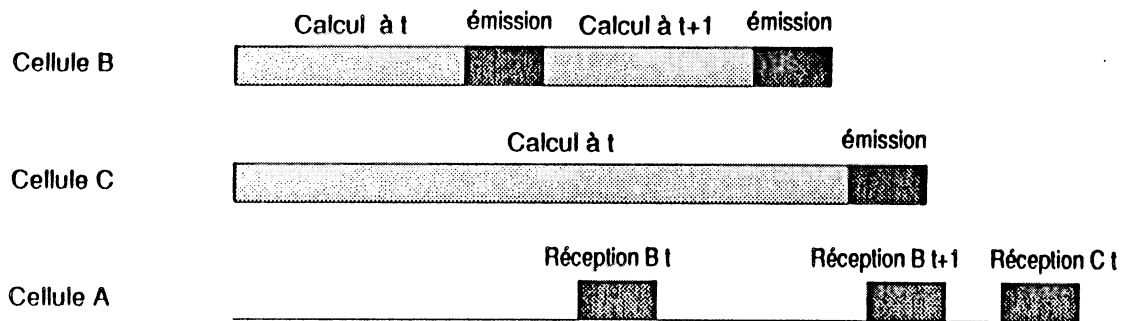 Calcul à t émission Calcul à t+1 émission
Cellule B
Calcul à t émission
Cellule C
Réception B t Réception B t+1 Réception C t
Cellule A